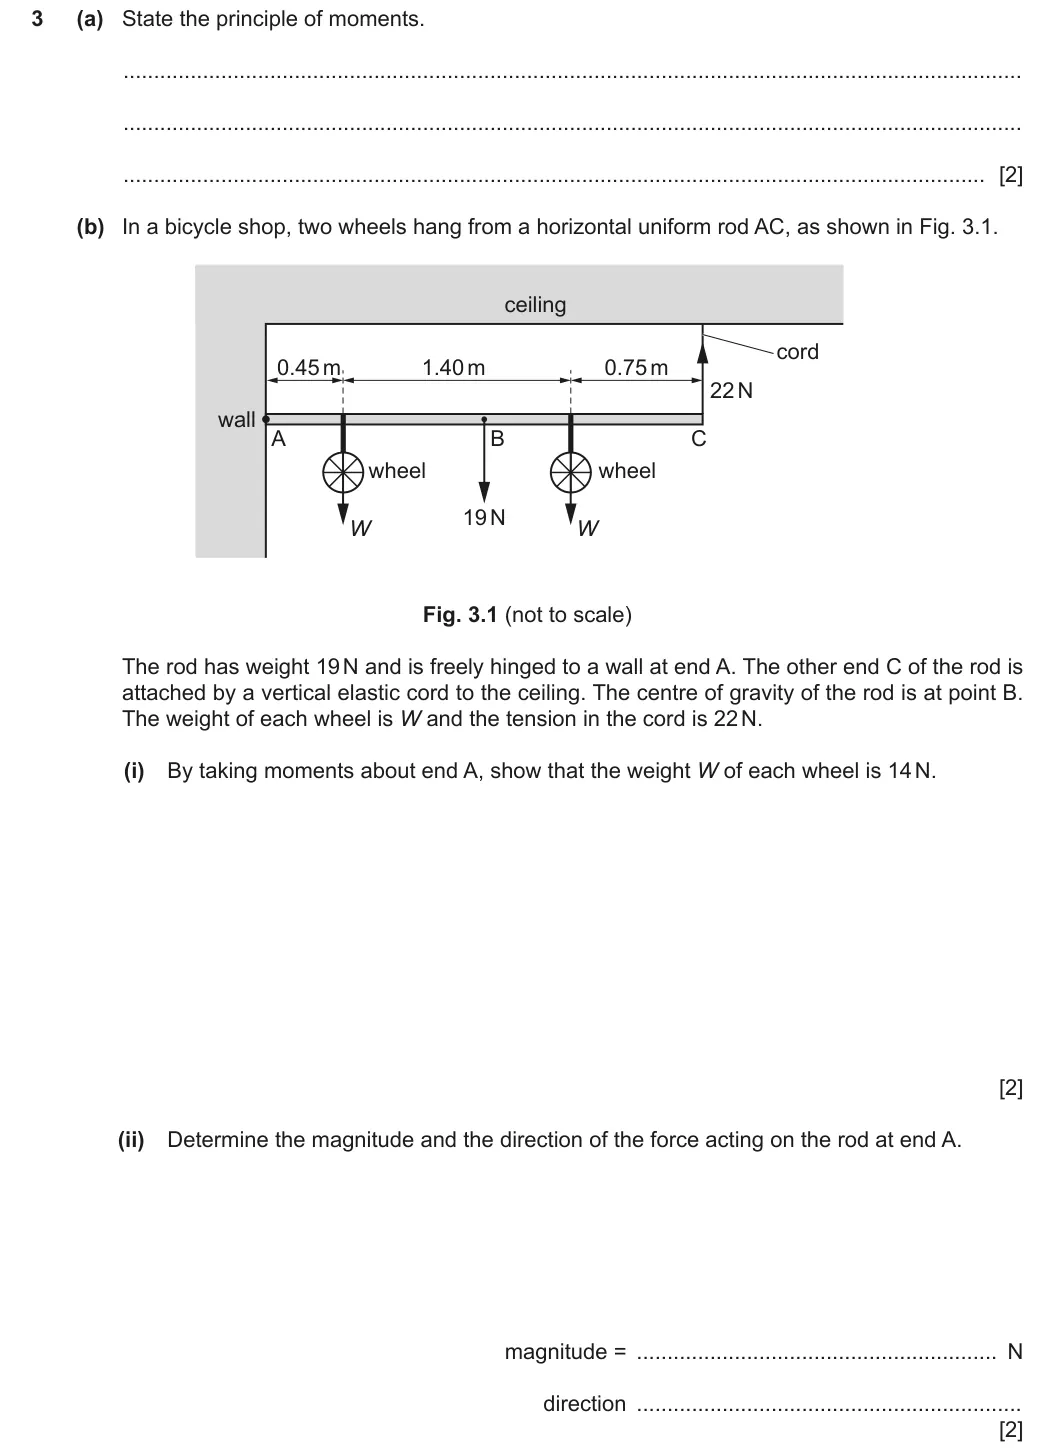 3 (a) State the principle of moments.
..........................................................................................................................................................
..........................................................................................................................................................
.................................................................................................................................................... [2]
(b) In a bicycle shop, two wheels hang from a horizontal uniform rod AC, as shown in Fig. 3.1.
ceiling
cord
0.45 m 1.40 m 0.75 m
22 N
wall
A B C
wheel wheel
19 N
W W
Fig. 3.1 (not to scale)
The rod has weight 19 N and is freely hinged to a wall at end A. The other end C of the rod is
attached by a vertical elastic cord to the ceiling. The centre of gravity of the rod is at point B.
The weight of each wheel is W and the tension in the cord is 22 N.
(i) By taking moments about end A, show that the weight W of each wheel is 14 N.
[2]
(ii) Determine the magnitude and the direction of the force acting on the rod at end A.
magnitude = ............................................................ N
direction ................................................................
[2]